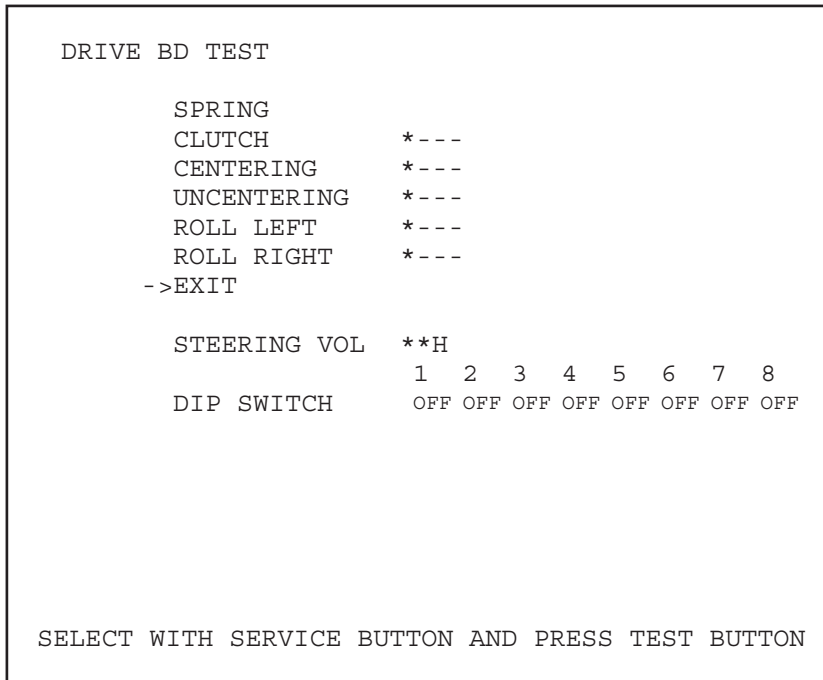 DRIVE BD TEST
SPRING
CLUTCH *---
CENTERING *---
UNCENTERING *---
ROLL LEFT *---
ROLL RIGHT *---
->EXIT
STEERING VOL **H
1 2 3 4 5 6 7 8
DIP SWITCH OFF OFF OFF OFF OFF OFF OFF OFF
SELECT WITH SERVICE BUTTON AND PRESS TEST BUTTON